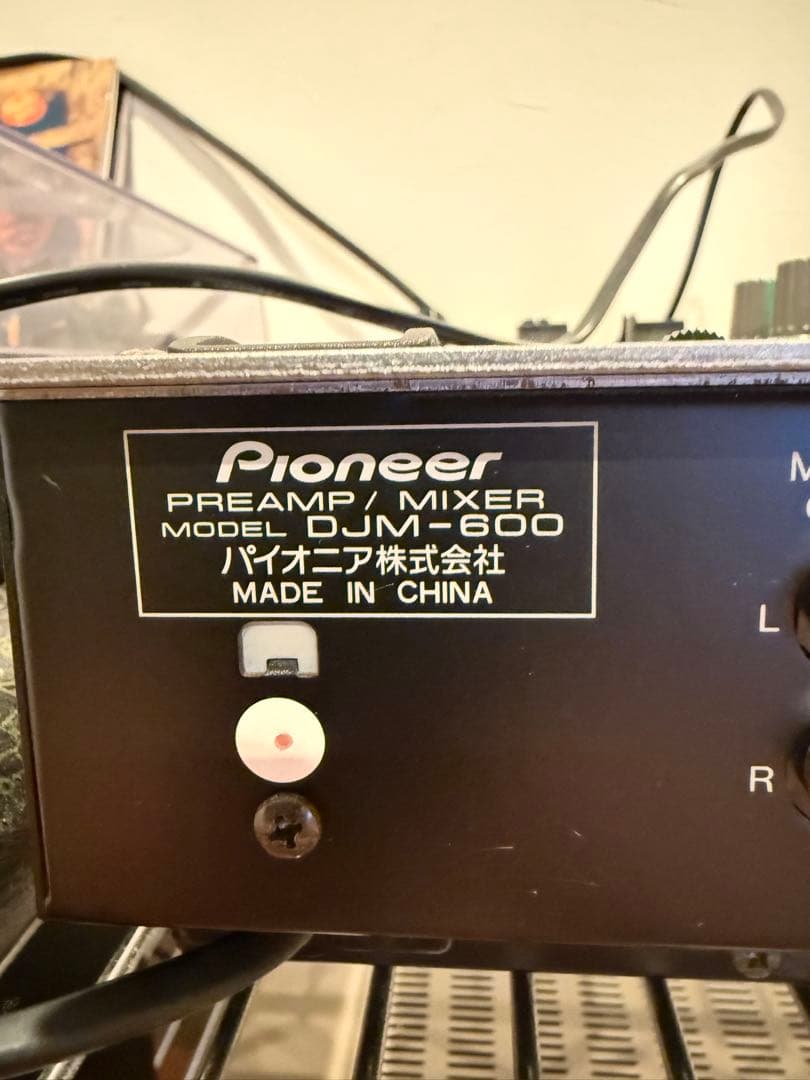 Pioneer
PREAMP/ MIXER
MODEL DJM-600
パイオニア株式会社
MADE IN CHINA
L
R